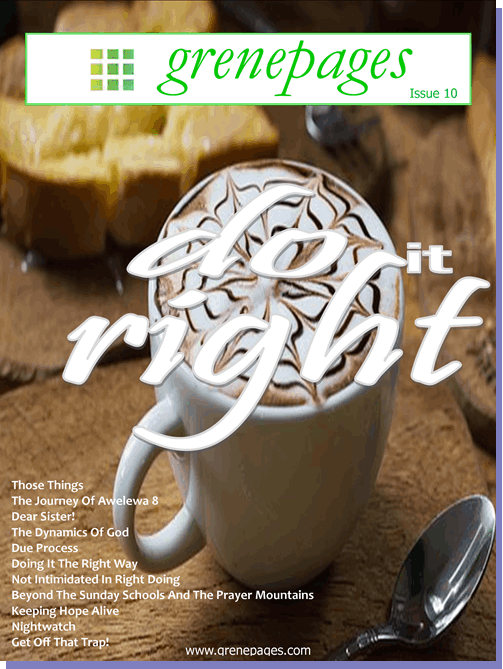 grenepages
Issue 10
do it
right
Those Things
The Journey Of Awelewa 8
Dear Sister!
The Dynamics Of God
Due Process
Doing It The Right Way
Not Intimidated In Right Doing
Beyond The Sunday Schools And The Prayer Mountains
Keeping Hope Alive
Nightwatch
Get Off That Trap!
www.grenepages.com